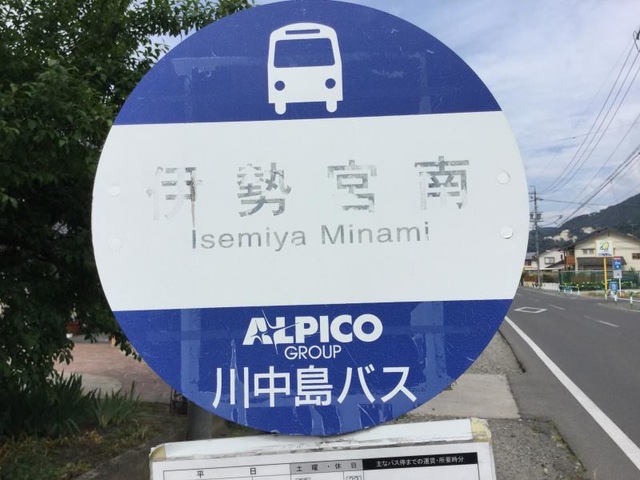 伊勢宮南
Isemiya Minami
ALPICO
GROUP
川中島バス
平日 土曜・休日 主なバス停までの運賃・所要時分